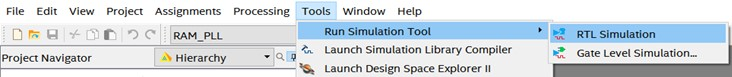 File Edit View Project Assignments Processing Tools Window Help
RAM_PLL Run Simulation Tool RTL Simulation
Project Navigator Hierarchy Launch Simulation Library Compiler Gate Level Simulation...
Launch Design Space Explorer II